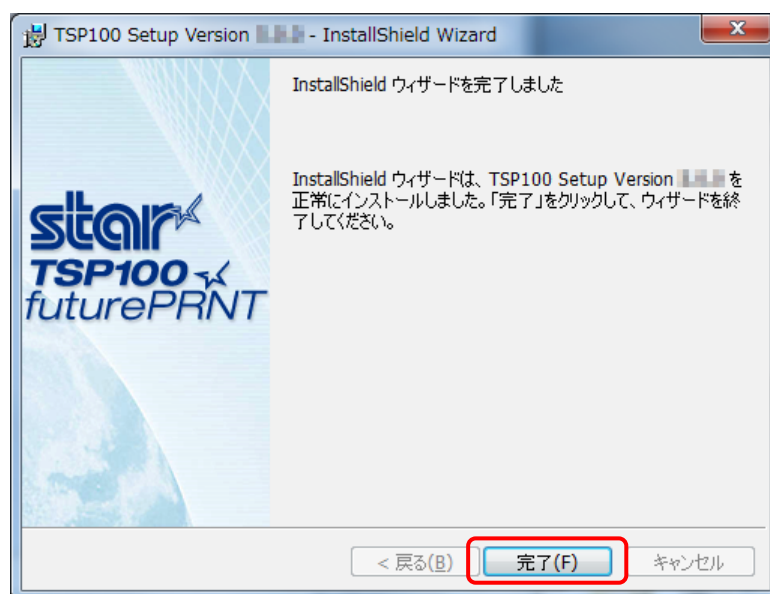 TSP100 Setup Version - InstallShield Wizard
InstallShield ウィザードを完了しました
InstallShield ウィザードは、TSP100 Setup Version を
正常にインストールしました。「完了」をクリックして、ウィザードを終
了してください。
star
TSP100
futurePRNT
< 戻る(B)
完了(F)
キャンセル